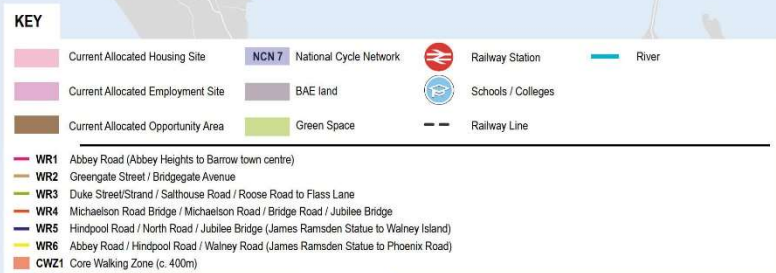 KEY
Current Allocated Housing Site NCN 7 National Cycle Network Railway Station River
Current Allocated Employment Site BAE land Schools / Colleges
Current Allocated Opportunity Area Green Space Railway Line
WR1 Abbey Road (Abbey Heights to Barrow town centre)
WR2 Greengate Street / Bridgegate Avenue
WR3 Duke Street/Strand / Salthouse Road / Roose Road to Flass Lane
WR4 Michaelson Road Bridge / Michaelson Road / Bridge Road / Jubilee Bridge
WR5 Hindpool Road / North Road / Jubilee Bridge (James Ramsden Statue to Walney Island)
WR6 Abbey Road / Hindpool Road / Walney Road (James Ramsden Statue to Phoenix Road)
CWZ1 Core Walking Zone (c. 400m)